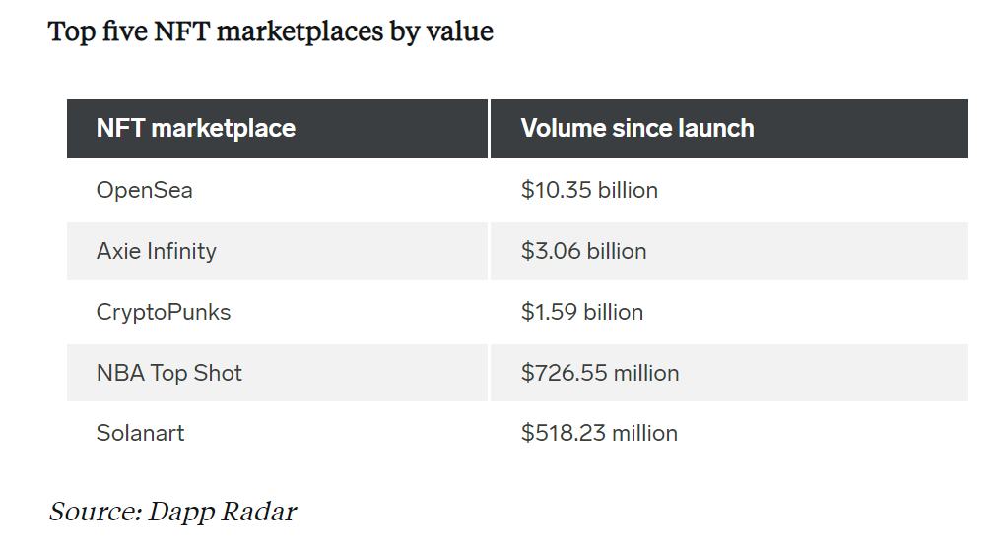 Top five NFT marketplaces by value
NFT marketplace Volume since launch
OpenSea $10.35 billion
Axie Infinity $3.06 billion
CryptoPunks $1.59 billion
NBA Top Shot $726.55 million
Solanart $518.23 million
Source: Dapp Radar